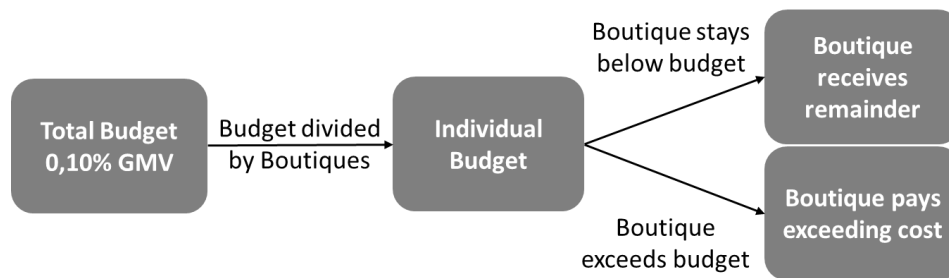 Total Budget
0,10% GMV
Budget divided
by Boutiques
Individual
Budget
Boutique stays
below budget
Boutique
receives
remainder
Boutique
exceeds budget
Boutique pays
exceeding cost